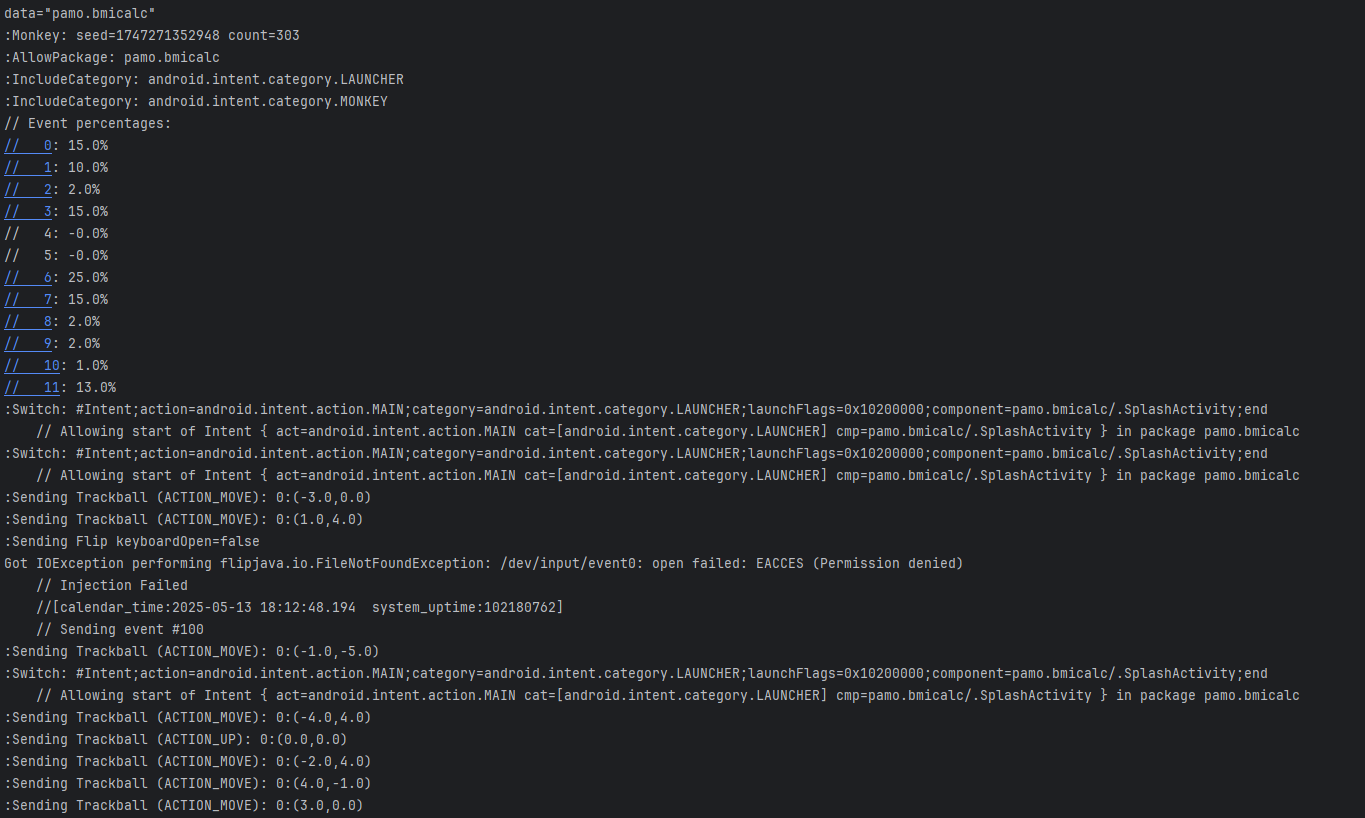 data="pamo.bmicalc"
:Monkey: seed=1747271352948 count=303
:AllowPackage: pamo.bmicalc
:IncludeCategory: android.intent.category.LAUNCHER
:IncludeCategory: android.intent.category.MONKEY
// Event percentages:
//   0: 15.0%
//   1: 10.0%
//   2: 2.0%
//   3: 15.0%
//   4: -0.0%
//   5: -0.0%
//   6: 25.0%
//   7: 15.0%
//   8: 2.0%
//   9: 2.0%
//   10: 1.0%
//   11: 13.0%
:Switch: #Intent;action=android.intent.action.MAIN;category=android.intent.category.LAUNCHER;launchFlags=0x10200000;component=pamo.bmicalc/.SplashActivity;end
    // Allowing start of Intent { act=android.intent.action.MAIN cat=[android.intent.category.LAUNCHER] cmp=pamo.bmicalc/.SplashActivity } in package pamo.bmicalc
:Switch: #Intent;action=android.intent.action.MAIN;category=android.intent.category.LAUNCHER;launchFlags=0x10200000;component=pamo.bmicalc/.SplashActivity;end
    // Allowing start of Intent { act=android.intent.action.MAIN cat=[android.intent.category.LAUNCHER] cmp=pamo.bmicalc/.SplashActivity } in package pamo.bmicalc
:Sending Trackball (ACTION_MOVE): 0:(-3.0,0.0)
:Sending Trackball (ACTION_MOVE): 0:(1.0,4.0)
:Sending Flip keyboardOpen=false
Got IOException performing flipjava.io.FileNotFoundException: /dev/input/event0: open failed: EACCES (Permission denied)
    // Injection Failed
    //[calendar_time:2025-05-13 18:12:48.194  system_uptime:102180762]
    // Sending event #100
:Sending Trackball (ACTION_MOVE): 0:(-1.0,-5.0)
:Switch: #Intent;action=android.intent.action.MAIN;category=android.intent.category.LAUNCHER;launchFlags=0x10200000;component=pamo.bmicalc/.SplashActivity;end
    // Allowing start of Intent { act=android.intent.action.MAIN cat=[android.intent.category.LAUNCHER] cmp=pamo.bmicalc/.SplashActivity } in package pamo.bmicalc
:Sending Trackball (ACTION_MOVE): 0:(-4.0,4.0)
:Sending Trackball (ACTION_UP): 0:(0.0,0.0)
:Sending Trackball (ACTION_MOVE): 0:(-2.0,4.0)
:Sending Trackball (ACTION_MOVE): 0:(4.0,-1.0)
:Sending Trackball (ACTION_MOVE): 0:(3.0,0.0)